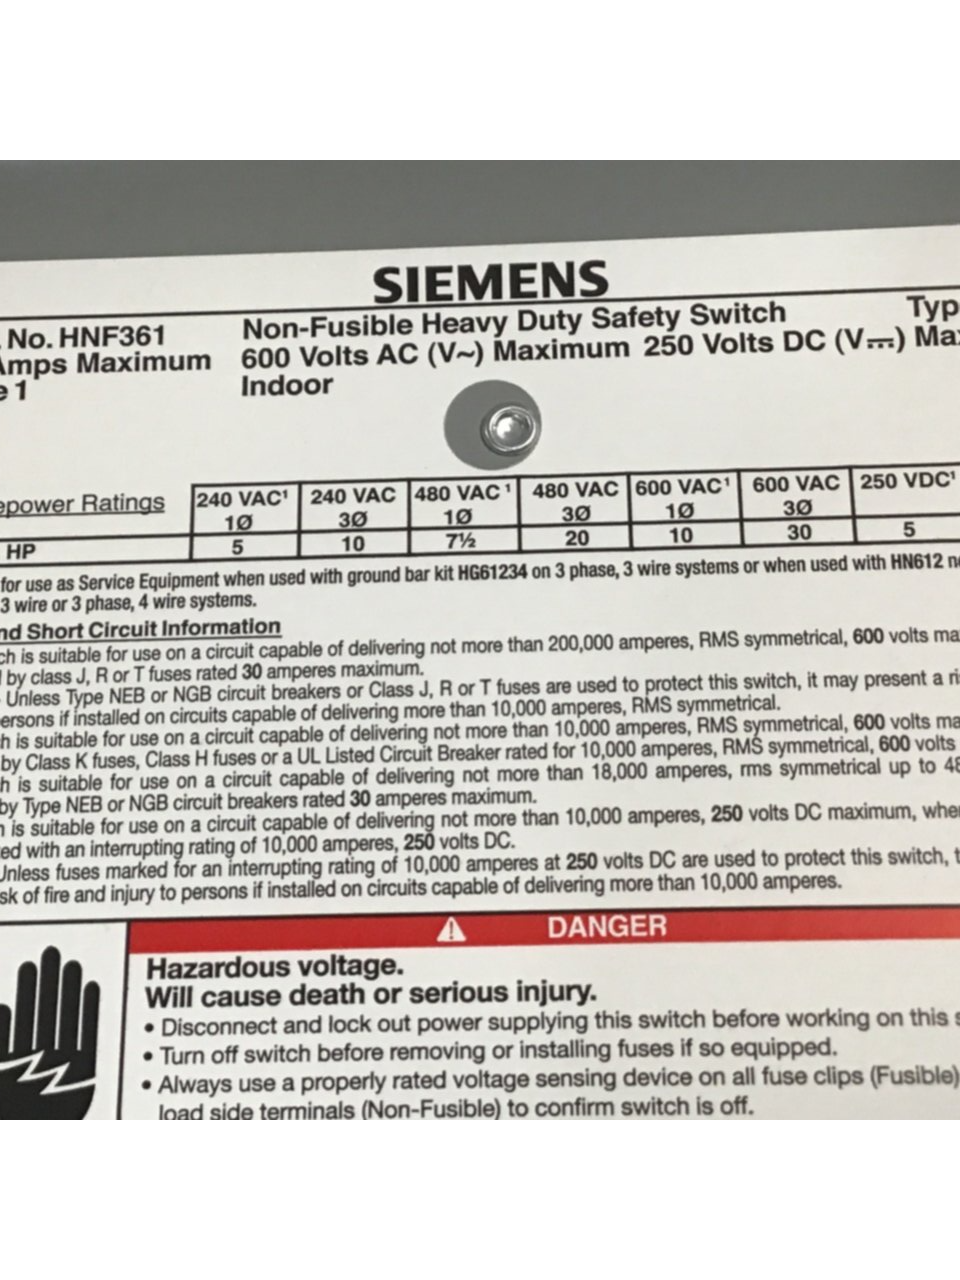 SIEMENS
No. HNF361 Non-Fusible Heavy Duty Safety Switch Typ
Amps Maximum 600 Volts AC (V~) Maximum 250 Volts DC (V⎓) Max
e 1 Indoor
epower Ratings 240 VAC¹ 240 VAC 480 VAC¹ 480 VAC 600 VAC¹ 600 VAC 250 VDC¹
1Ø 3Ø 1Ø 3Ø 1Ø 3Ø
HP 5 10 7½ 20 10 30 5
for use as Service Equipment when used with ground bar kit HG61234 on 3 phase, 3 wire systems or when used with HN612 n
3 wire or 3 phase, 4 wire systems.
nd Short Circuit Information
ch is suitable for use on a circuit capable of delivering not more than 200,000 amperes, RMS symmetrical, 600 volts ma
by class J, R or T fuses rated 30 amperes maximum.
Unless Type NEB or NGB circuit breakers or Class J, R or T fuses are used to protect this switch, it may present a ri
ersons if installed on circuits capable of delivering more than 10,000 amperes, RMS symmetrical.
h is suitable for use on a circuit capable of delivering not more than 10,000 amperes, RMS symmetrical, 600 volts ma
by Class K fuses, Class H fuses or a UL Listed Circuit Breaker rated for 10,000 amperes, RMS symmetrical, 600 volts
h is suitable for use on a circuit capable of delivering not more than 18,000 amperes, rms symmetrical up to 48
by Type NEB or NGB circuit breakers rated 30 amperes maximum.
is suitable for use on a circuit capable of delivering not more than 10,000 amperes, 250 volts DC maximum, whe
ed with an interrupting rating of 10,000 amperes, 250 volts DC.
Unless fuses marked for an interrupting rating of 10,000 amperes at 250 volts DC are used to protect this switch, t
sk of fire and injury to persons if installed on circuits capable of delivering more than 10,000 amperes.
DANGER
Hazardous voltage.
Will cause death or serious injury.
• Disconnect and lock out power supplying this switch before working on this s
• Turn off switch before removing or installing fuses if so equipped.
• Always use a properly rated voltage sensing device on all fuse clips (Fusible)
load side terminals (Non-Fusible) to confirm switch is off.